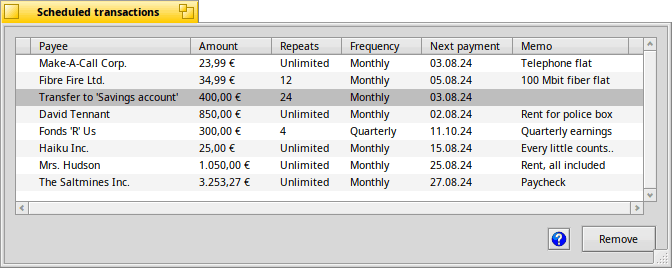 Scheduled transactions
Payee Amount Repeats Frequency Next payment Memo
Make-A-Call Corp. 23,99 € Unlimited Monthly 03.08.24 Telephone flat
Fibre Fire Ltd. 34,99 € 12 Monthly 05.08.24 100 Mbit fiber flat
Transfer to 'Savings account' 400,00 € 24 Monthly 03.08.24
David Tennant 850,00 € Unlimited Monthly 02.08.24 Rent for police box
Fonds 'R' Us 300,00 € 4 Quarterly 11.10.24 Quarterly earnings
Haiku Inc. 25,00 € Unlimited Monthly 15.08.24 Every little counts..
Mrs. Hudson 1.050,00 € Unlimited Monthly 25.08.24 Rent, all included
The Saltmines Inc. 3.253,27 € Unlimited Monthly 27.08.24 Paycheck
? Remove